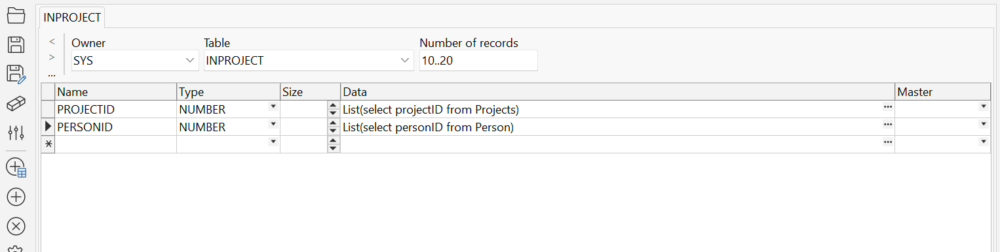 INPROJECT
< Owner Table Number of records
> SYS INPROJECT 10..20
...
Name Type Size Data Master
PROJECTID NUMBER List(select projectID from Projects) ...
PERSONID NUMBER List(select personID from Person) ...
* ...